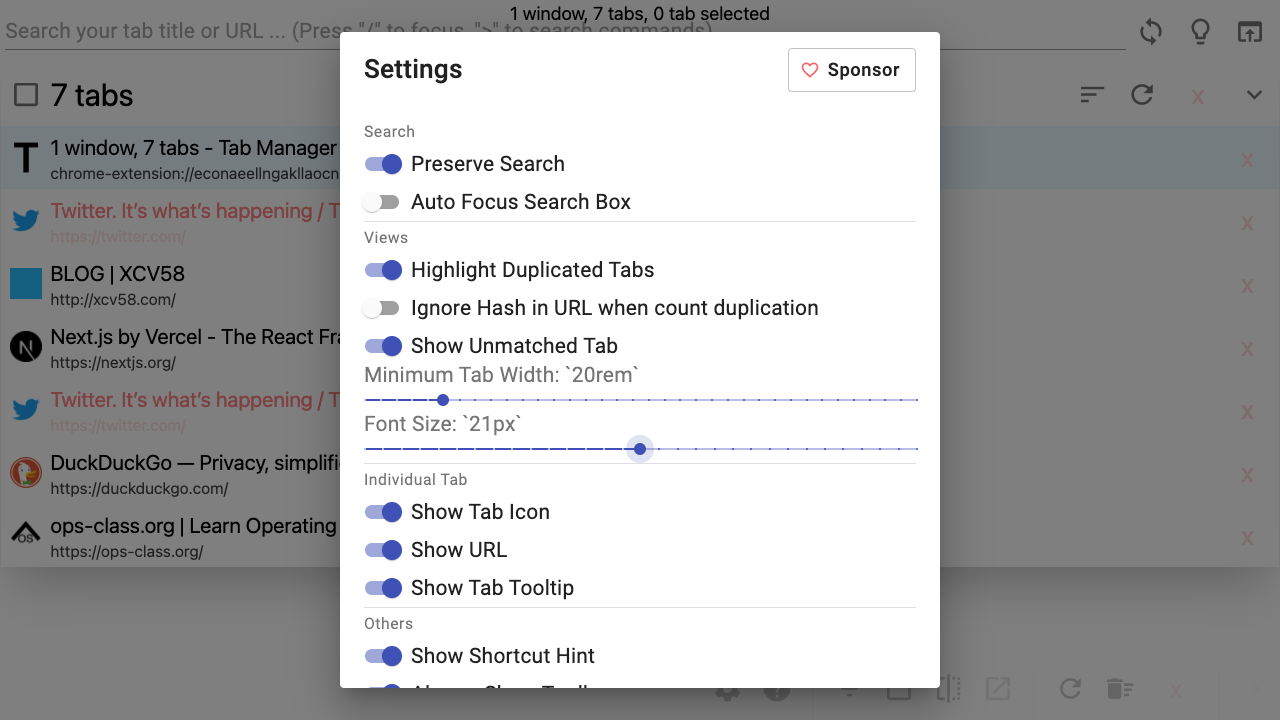 1 window, 7 tabs, 0 tab selected
Search your tab title or URL ... (Press "/" to focus, ">" to search commands)
7 tabs
x
1 window, 7 tabs - Tab Manager
chrome-extension://econaeellngakllaocn
x
Twitter. It's what's happening / T
https://twitter.com/
x
BLOG | XCV58
http://xcv58.com/
x
Next.js by Vercel - The React Fra
https://nextjs.org/
x
Twitter. It's what's happening / T
https://twitter.com/
x
DuckDuckGo — Privacy, simplifi
https://duckduckgo.com/
x
ops-class.org | Learn Operating
https://ops-class.org/
x
Settings
Sponsor
Search
Preserve Search
Auto Focus Search Box
Views
Highlight Duplicated Tabs
Ignore Hash in URL when count duplication
Show Unmatched Tab
Minimum Tab Width: `20rem`
Font Size: `21px`
Individual Tab
Show Tab Icon
Show URL
Show Tab Tooltip
Others
Show Shortcut Hint
x